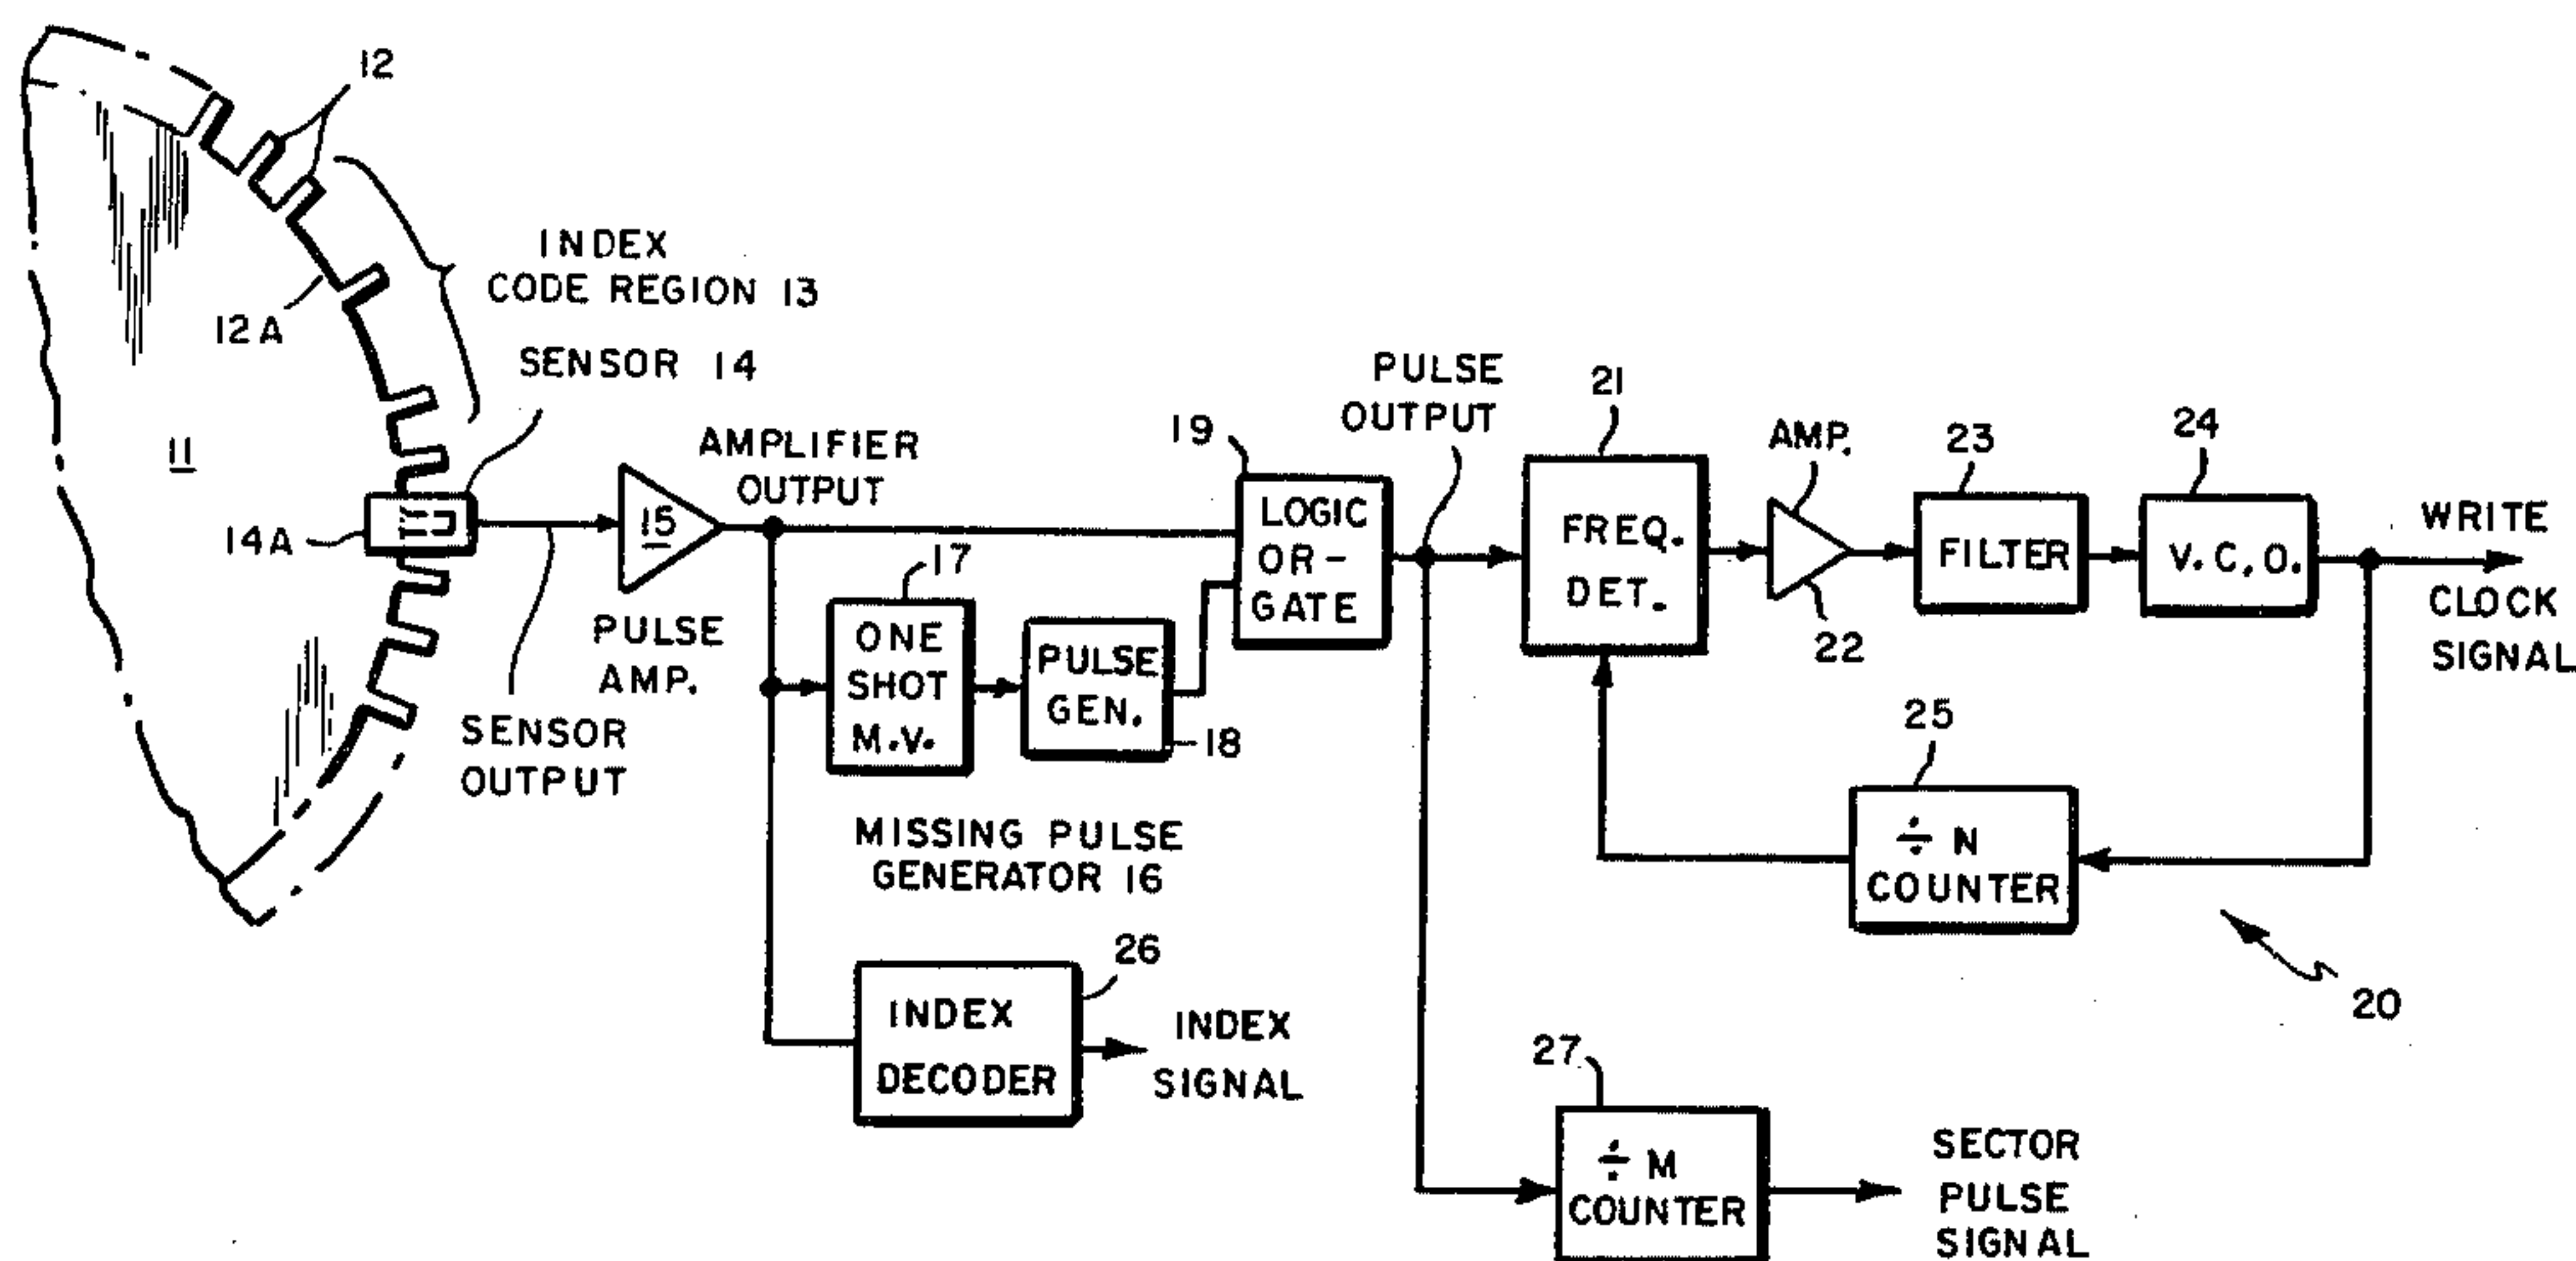 12
INDEX
CODE REGION 13
12A
SENSOR 14
11
14A
SENSOR
OUTPUT
15
PULSE
AMP.
AMPLIFIER
OUTPUT
17
ONE
SHOT
M.V.
PULSE
GEN.
18
MISSING PULSE
GENERATOR 16
19
LOGIC
OR-
GATE
PULSE
OUTPUT
21
FREQ.
DET.
AMP.
22
23
FILTER
24
V.C.O.
WRITE
CLOCK
SIGNAL
25
÷ N
COUNTER
20
26
INDEX
DECODER
INDEX
SIGNAL
27
÷ M
COUNTER
SECTOR
PULSE
SIGNAL